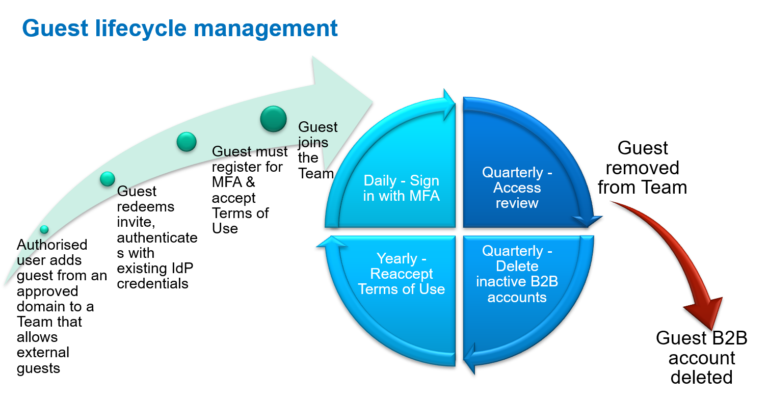 Guest lifecycle management
Authorised
user adds
guest from an
approved
domain to a
Team that
allows
external
guests
Guest
redeems
invite,
authenticate
s with
existing IdP
credentials
Guest must
register for
MFA &
accept
Terms of
Use
Guest
joins
the
Team
Daily - Sign
in with MFA
Quarterly -
Access
review
Yearly -
Reaccept
Terms of Use
Quarterly -
Delete
inactive B2B
accounts
Guest
removed
from Team
Guest B2B
account
deleted